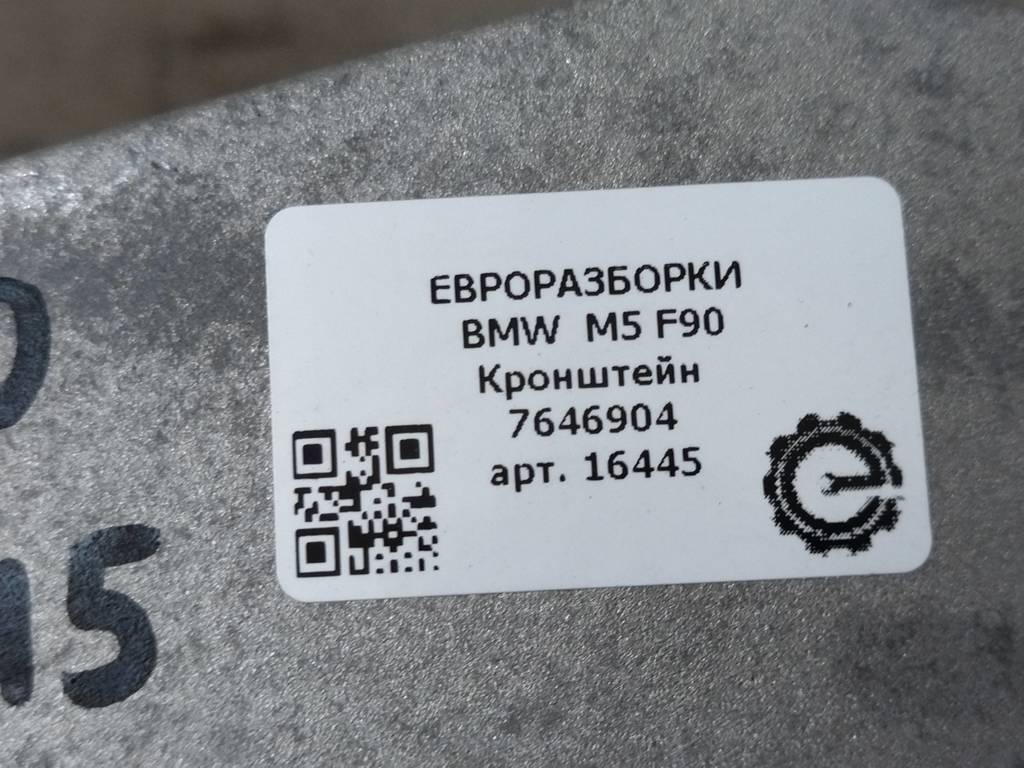 ЕВРОРАЗБОРКИ
BMW M5 F90
Кронштейн
7646904
арт. 16445